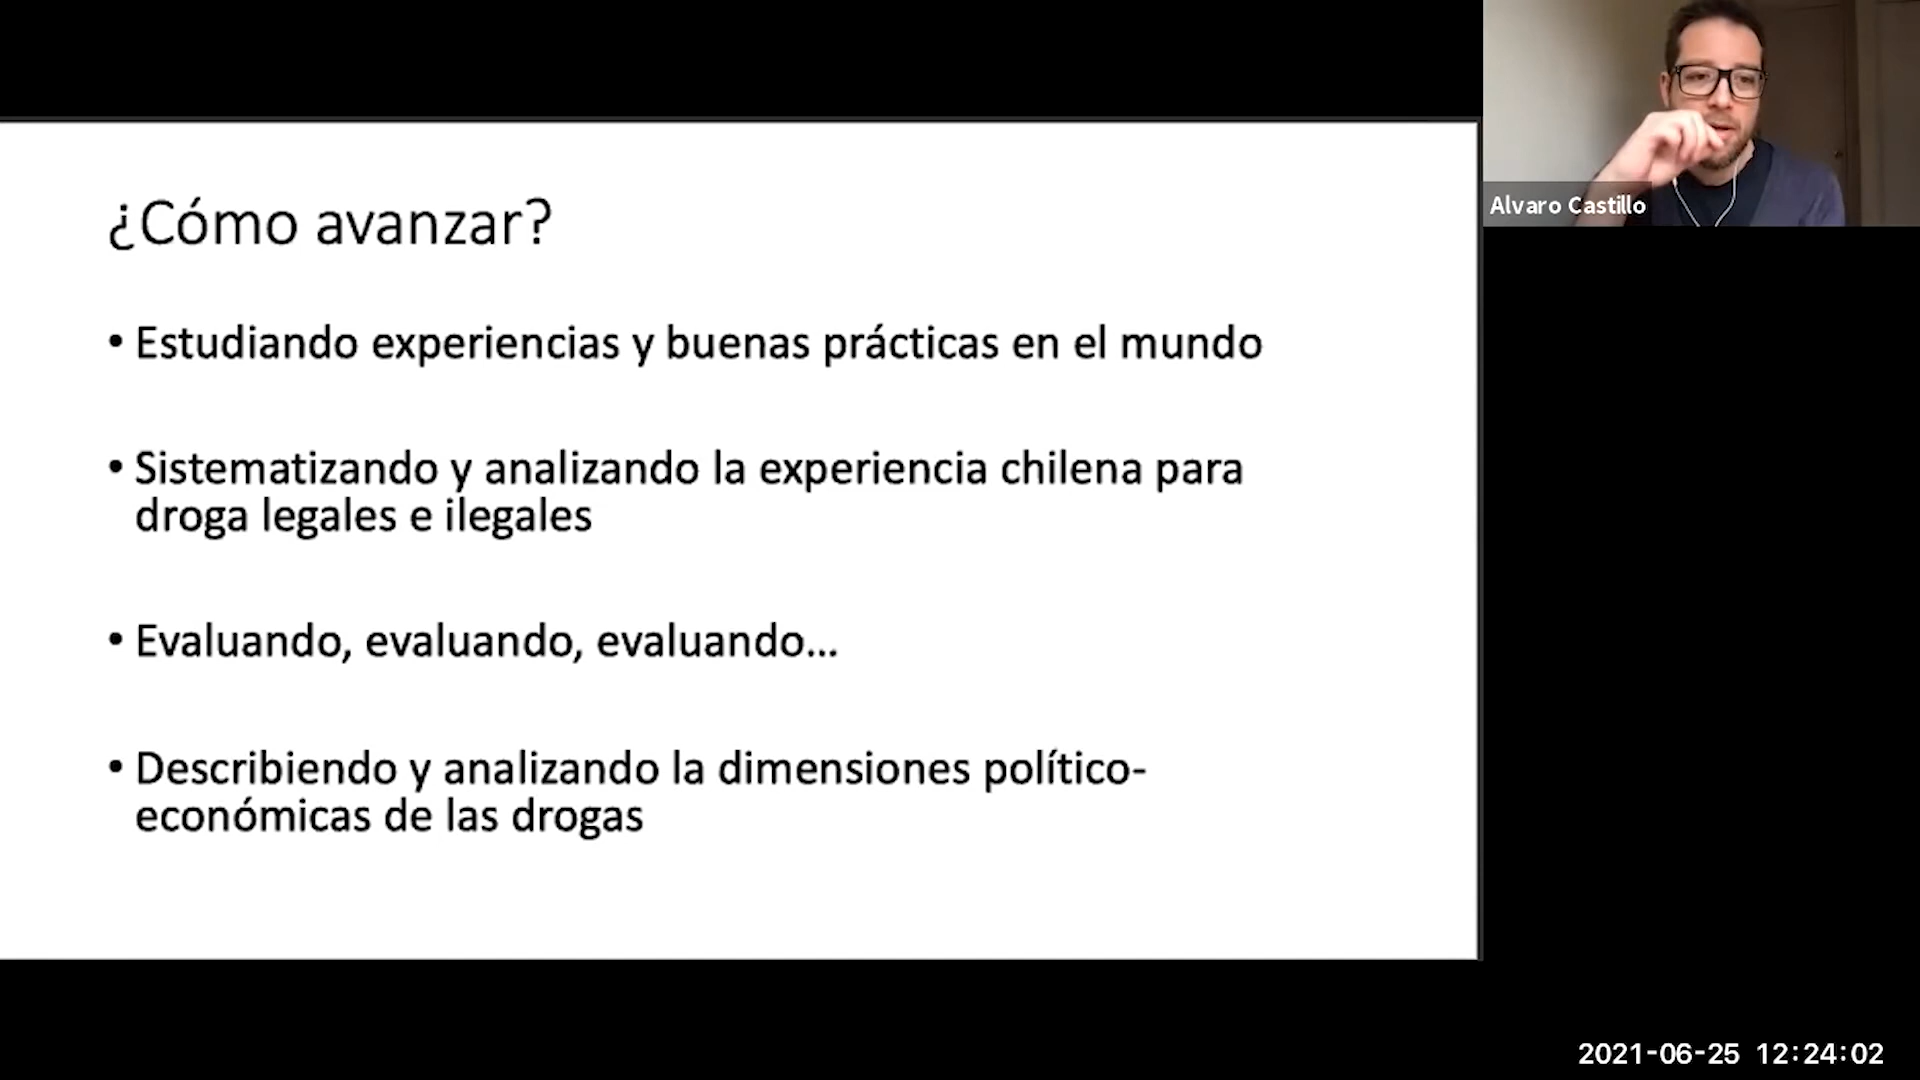 ¿Cómo avanzar?
• Estudiando experiencias y buenas prácticas en el mundo
• Sistematizando y analizando la experiencia chilena para
droga legales e ilegales
• Evaluando, evaluando, evaluando...
• Describiendo y analizando la dimensiones político-
económicas de las drogas
Alvaro Castillo
2021-06-25 12:24:02